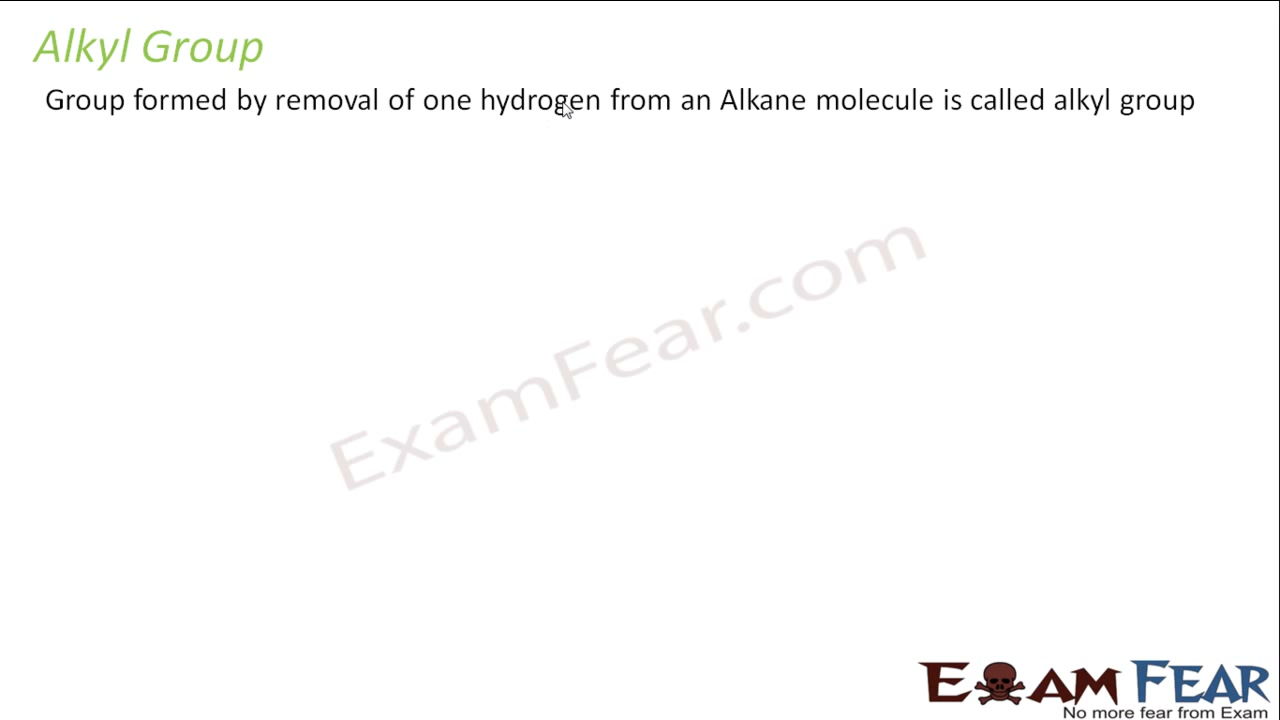 Alkyl Group
Group formed by removal of one hydrogen from an Alkane molecule is called alkyl group
ExamFear.com
EXAM FEAR
No more fear from Exam